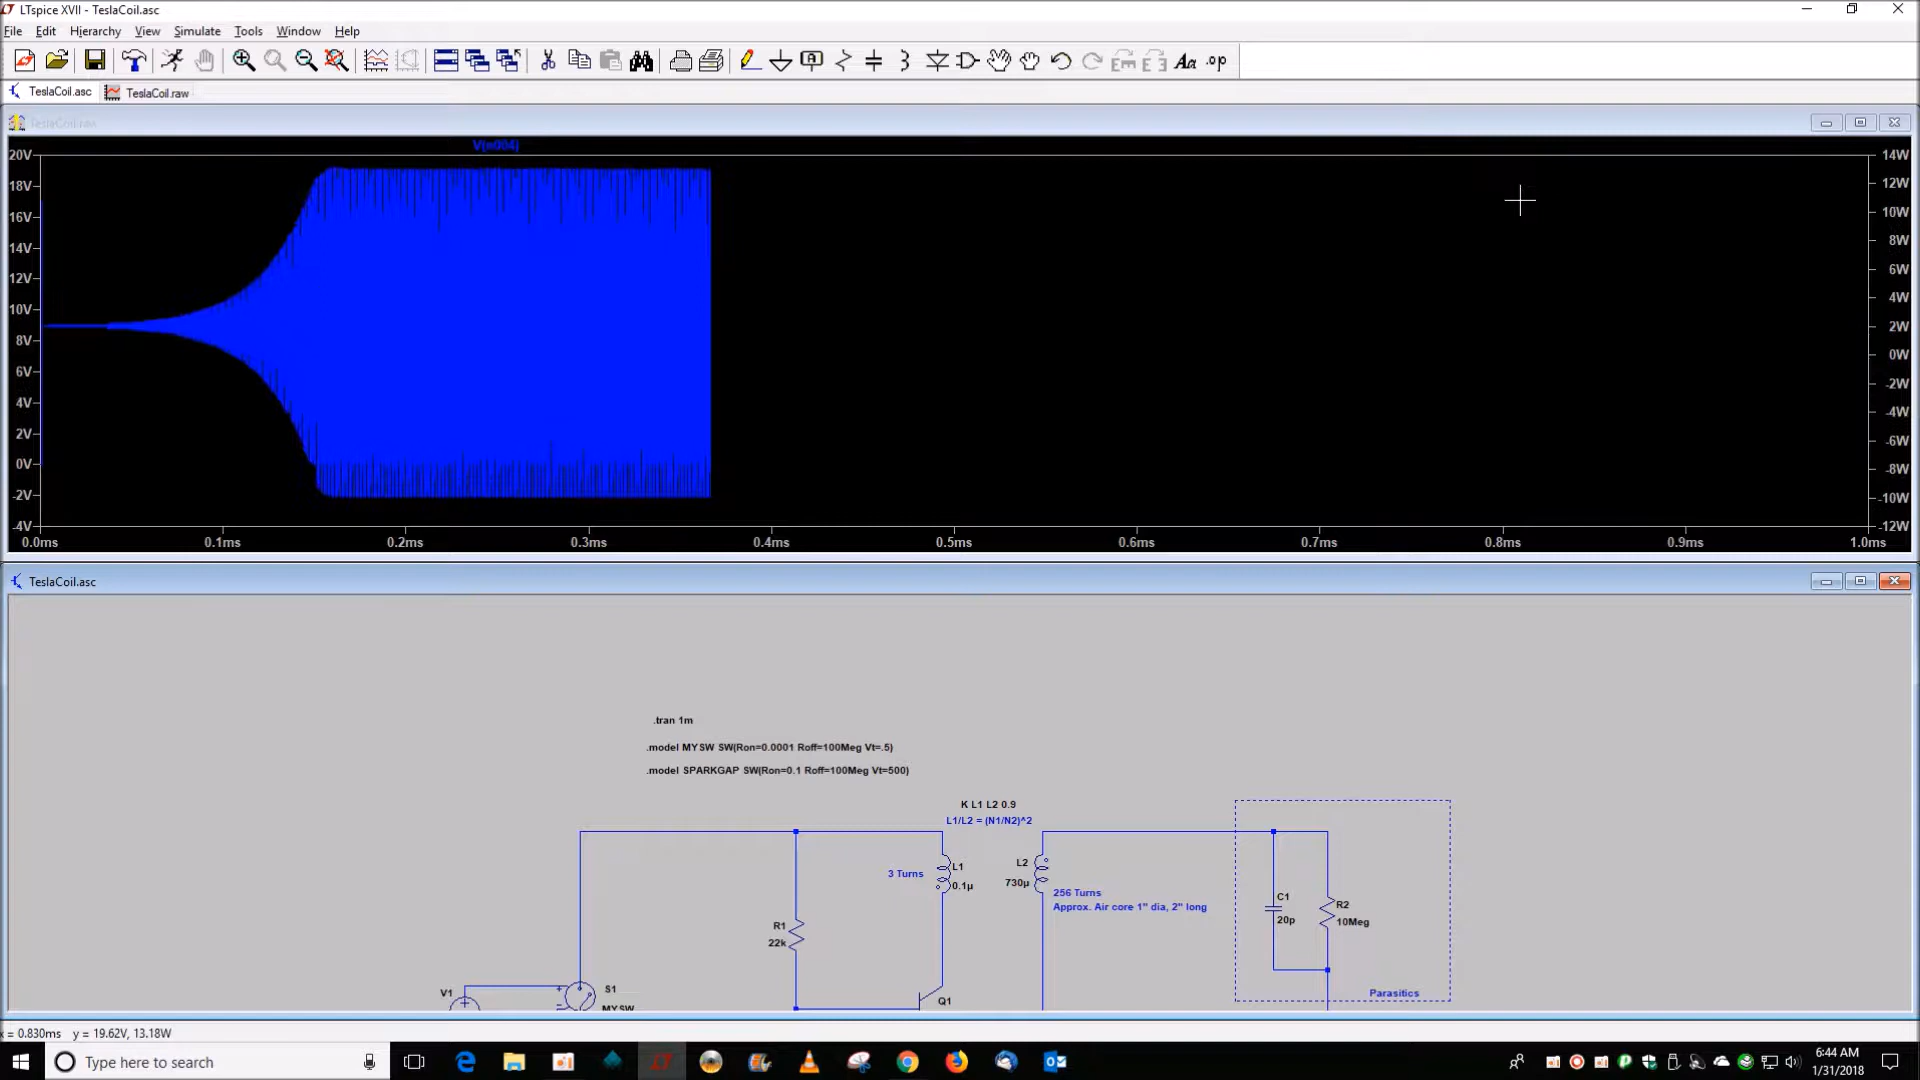 LTspice XVII - TeslaCoil.asc
File Edit Hierarchy View Simulate Tools Window Help
Aa .op
TeslaCoil.asc TeslaCoil.raw
TeslaCoil.raw
V(n004)
20V 14W
18V 12W
16V 10W
14V 8W
12V 6W
10V 4W
8V 2W
6V 0W
4V -2W
2V -4W
0V -6W
-2V -8W
-4V -10W
-12W
0.0ms 0.1ms 0.2ms 0.3ms 0.4ms 0.5ms 0.6ms 0.7ms 0.8ms 0.9ms 1.0ms
TeslaCoil.asc
.tran 1m
.model MYSW SW(Ron=0.0001 Roff=100Meg Vt=.5)
.model SPARKGAP SW(Ron=0.1 Roff=100Meg Vt=500)
K L1 L2 0.9
L1/L2 = (N1/N2)^2
3 Turns
L1
0.1µ
L2
730µ
256 Turns
Approx. Air core 1" dia, 2" long
C1
20p
R2
10Meg
R1
22k
Parasitics
V1
S1
MYSW
Q1
x = 0.830ms y = 19.62V, 13.18W
Type here to search
6:44 AM
1/31/2018